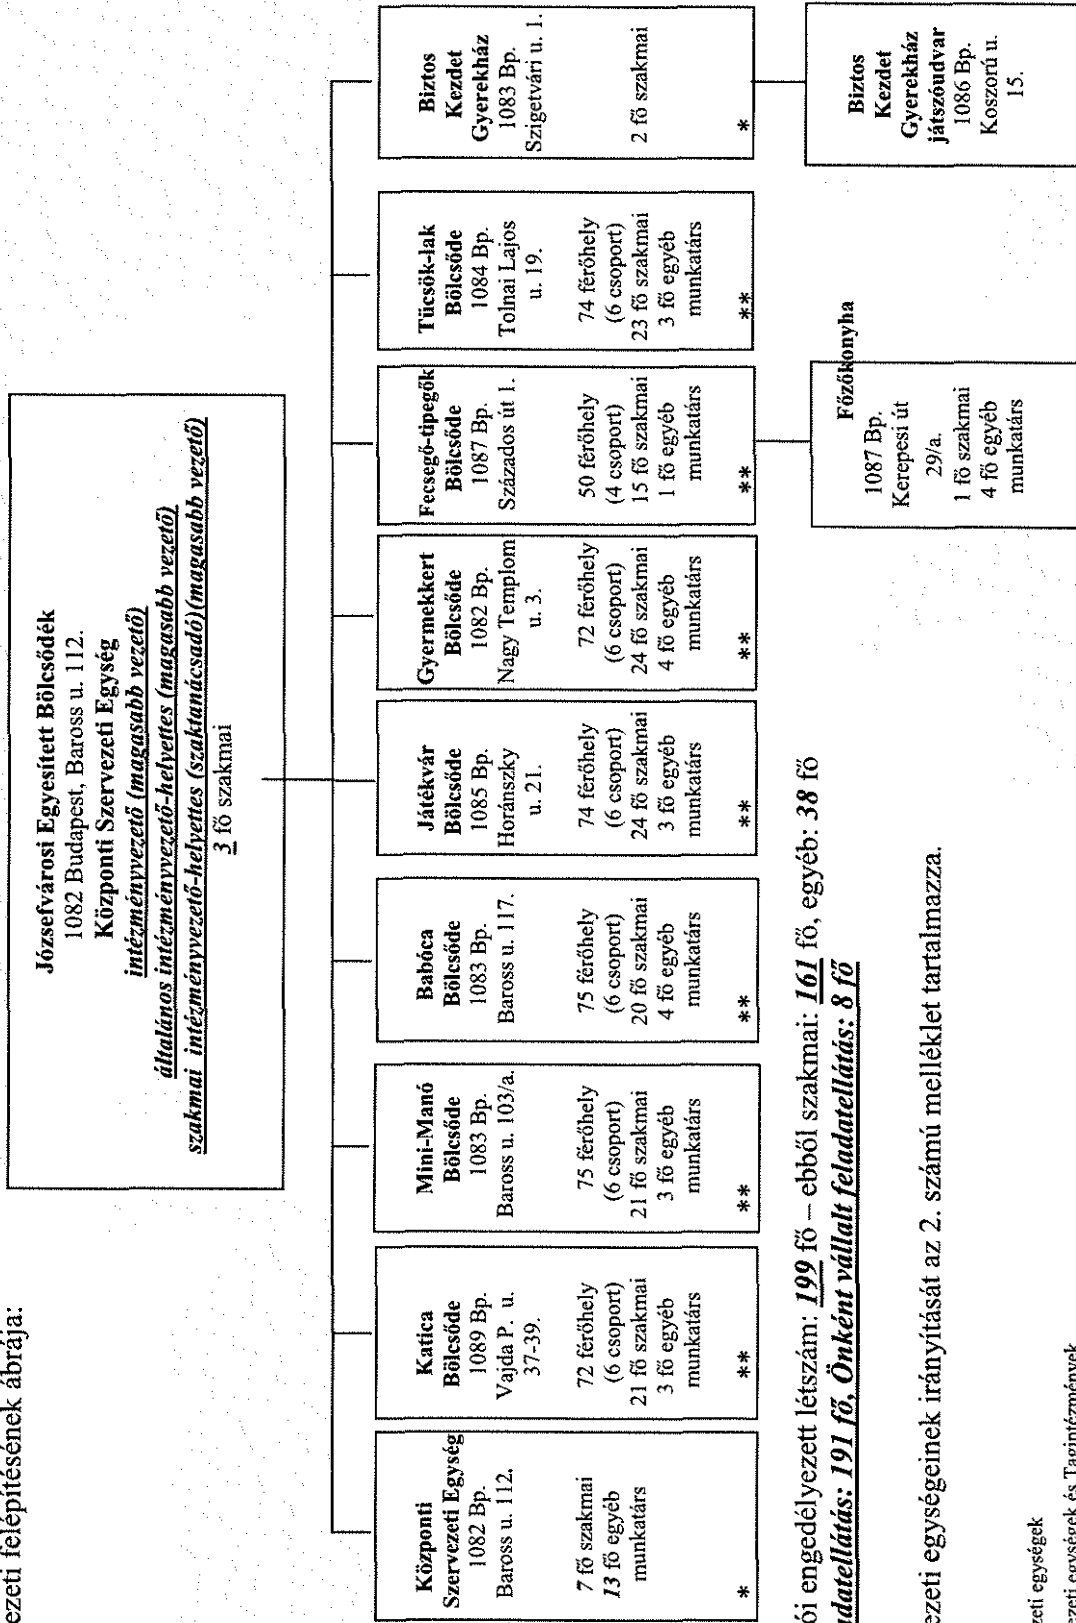 ezeti felépítésének ábrája:
Józsefvárosi Egyesített Bölcsődék
1082 Budapest, Baross u. 112.
Központi Szervezeti Egység
intézményvezető (magasabb vezető)
általános intézményvezető-helyettes (magasabb vezető)
szakmai intézményvezető-helyettes (szaktanácsadó)(magasabb vezető)
3 fő szakmai
Központi
Szervezeti Egység
1082 Bp.
Baross u. 112.
7 fő szakmai
13 fő egyéb
munkatárs
*
Katica
Bölcsőde
1089 Bp.
Vajda P. u.
37-39.
72 férőhely
(6 csoport)
21 fő szakmai
3 fő egyéb
munkatárs
**
Mini-Manó
Bölcsőde
1083 Bp.
Baross u. 103/a.
75 férőhely
(6 csoport)
21 fő szakmai
3 fő egyéb
munkatárs
**
Babóca
Bölcsőde
1083 Bp.
Baross u. 117.
75 férőhely
(6 csoport)
20 fő szakmai
4 fő egyéb
munkatárs
**
Játékvár
Bölcsőde
1085 Bp.
Horánszky
u. 21.
74 férőhely
(6 csoport)
24 fő szakmai
3 fő egyéb
munkatárs
**
Gyermekkert
Bölcsőde
1082 Bp.
Nagy Templom
u. 3.
72 férőhely
(6 csoport)
24 fő szakmai
4 fő egyéb
munkatárs
**
Fecsegő-tipegők
Bölcsőde
1087 Bp.
Százados út 1.
50 férőhely
(4 csoport)
15 fő szakmai
1 fő egyéb
munkatárs
**
Tücsök-lak
Bölcsőde
1084 Bp.
Tolnai Lajos
u. 19.
74 férőhely
(6 csoport)
23 fő szakmai
3 fő egyéb
munkatárs
**
Biztos
Kezdet
Gyerekház
1083 Bp.
Szigetvári u. 1.
2 fő szakmai
*
Főzőkonyha
1087 Bp.
Kerepesi út
29/a.
1 fő szakmai
4 fő egyéb
munkatárs
Biztos
Kezdet
Gyerekház
játszóudvar
1086 Bp.
Koszorú u.
15.
ói engedélyezett létszám: 199 fő – ebből szakmai: 161 fő, egyéb: 38 fő
adatellátás: 191 fő, Önként vállalt feladatellátás: 8 fő
ezeti egységeinek irányítását az 2. számú melléklet tartalmazza.
zeti egységek
ezeti egységek és Tagintézmények